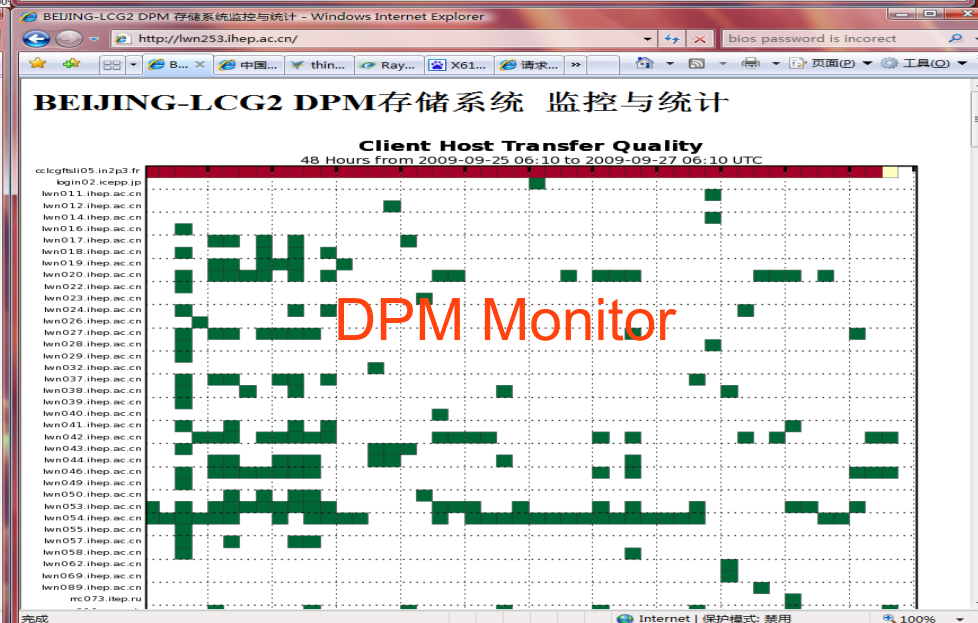 BEIJING-LCG2 DPM 存储系统监控与统计 - Windows Internet Explorer
http://lwn253.ihep.ac.cn/
bios password is incorect
B...
中国...
thin...
Ray...
X61...
请求...
»
页面(P)
工具(O)
BEIJING-LCG2 DPM存储系统 监控与统计
Client Host Transfer Quality
48 Hours from 2009-09-25 06:10 to 2009-09-27 06:10 UTC
cclcgftsli05.in2p3.fr
login02.icepp.jp
lwn011.ihep.ac.cn
lwn012.ihep.ac.cn
lwn014.ihep.ac.cn
lwn016.ihep.ac.cn
lwn017.ihep.ac.cn
lwn018.ihep.ac.cn
lwn019.ihep.ac.cn
lwn020.ihep.ac.cn
lwn022.ihep.ac.cn
lwn023.ihep.ac.cn
lwn024.ihep.ac.cn
lwn026.ihep.ac.cn
lwn027.ihep.ac.cn
lwn028.ihep.ac.cn
lwn029.ihep.ac.cn
lwn032.ihep.ac.cn
lwn037.ihep.ac.cn
lwn038.ihep.ac.cn
lwn039.ihep.ac.cn
lwn040.ihep.ac.cn
lwn041.ihep.ac.cn
lwn042.ihep.ac.cn
lwn043.ihep.ac.cn
lwn044.ihep.ac.cn
lwn046.ihep.ac.cn
lwn049.ihep.ac.cn
lwn050.ihep.ac.cn
lwn053.ihep.ac.cn
lwn054.ihep.ac.cn
lwn055.ihep.ac.cn
lwn057.ihep.ac.cn
lwn058.ihep.ac.cn
lwn062.ihep.ac.cn
lwn069.ihep.ac.cn
lwn089.ihep.ac.cn
rrc073.itep.ru
DPM Monitor
完成
Internet | 保护模式: 禁用
100%